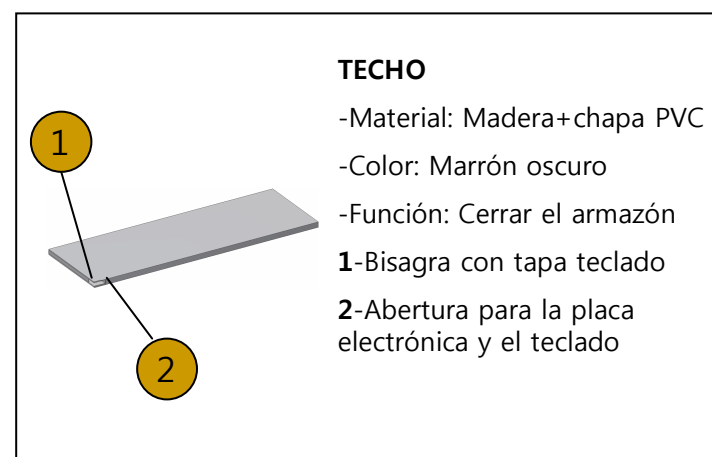 TECHO
-Material: Madera+chapa PVC
-Color: Marrón oscuro
-Función: Cerrar el armazón
1-Bisagra con tapa teclado
2-Abertura para la placa
electrónica y el teclado
1
2